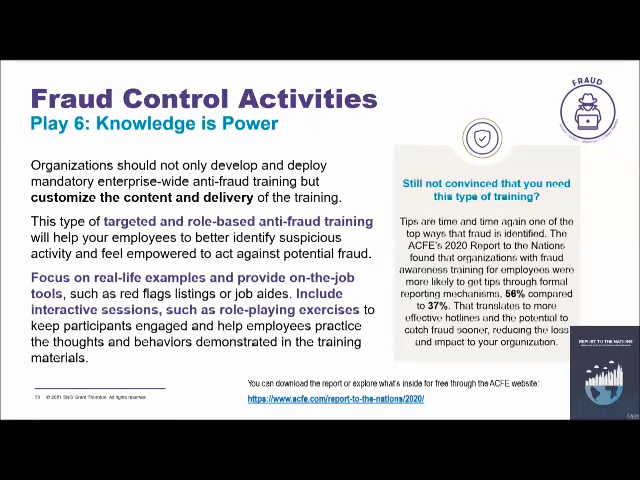 Fraud Control Activities
Play 6: Knowledge is Power
FRAUD
Organizations should not only develop and deploy
mandatory enterprise-wide anti-fraud training but
customize the content and delivery of the training.
This type of targeted and role-based anti-fraud training
will help your employees to better identify suspicious
activity and feel empowered to act against potential fraud.
Focus on real-life examples and provide on-the-job
tools, such as red flags listings or job aides. Include
interactive sessions, such as role-playing exercises to
keep participants engaged and help employees practice
the thoughts and behaviors demonstrated in the training
materials.
Still not convinced that you need
this type of training?
Tips are time and time again one of the
top ways that fraud is identified. The
ACFE's 2020 Report to the Nations
found that organizations with fraud
awareness training for employees were
more likely to get tips through formal
reporting mechanisms, 56% compared
to 37%. That translates to more
effective hotlines and the potential to
catch fraud sooner, reducing the loss
and impact to your organization.
REPORT TO THE NATIONS
You can download the report or explore what's inside for free through the ACFE website:
https://www.acfe.com/report-to-the-nations/2020/
73 © 2021 Grant Thornton. All rights reserved.